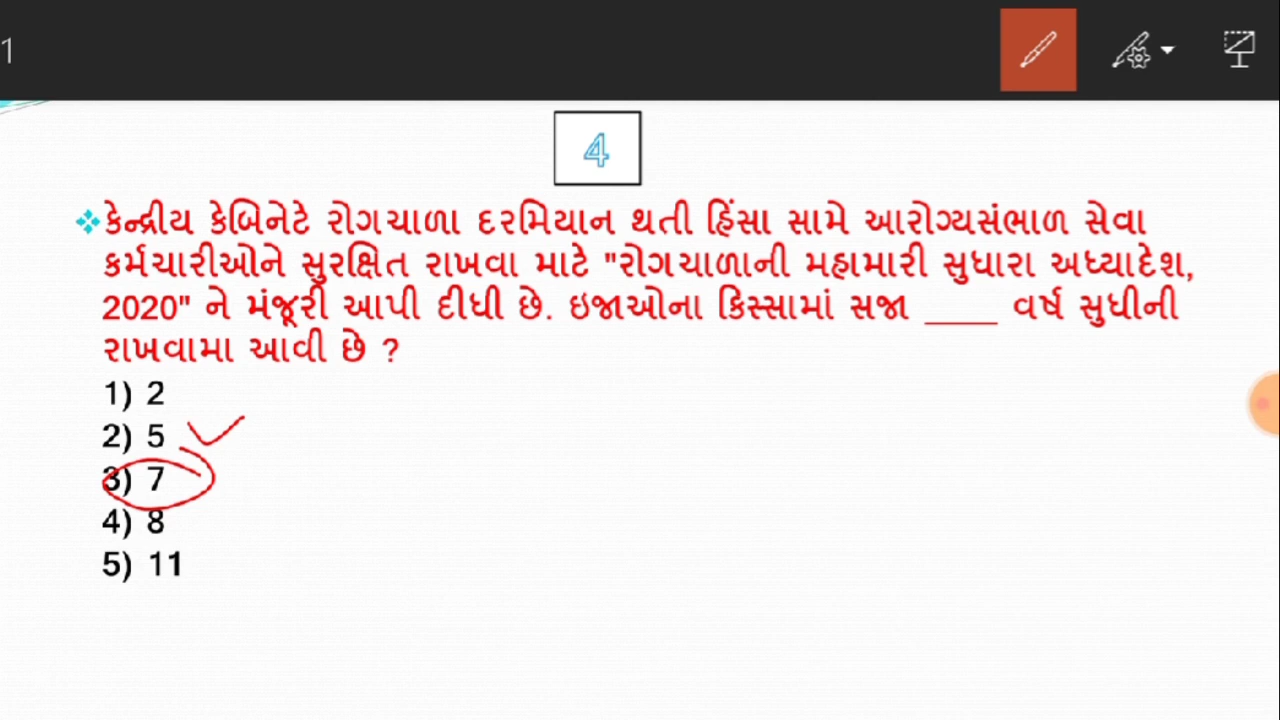 1
4
કેન્દ્રીય કેબિનેટે રોગચાળા દરમિયાન થતી હિંસા સામે આરોગ્યસંભાળ સેવા
કર્મચારીઓને સુરક્ષિત રાખવા માટે "રોગચાળાની મહામારી સુધારા અધ્યાદેશ,
2020" ને મંજૂરી આપી દીધી છે. ઇજાઓના કિસ્સામાં સજા ____ વર્ષ સુધીની
રાખવામા આવી છે ?
1) 2
2) 5
3) 7
4) 8
5) 11